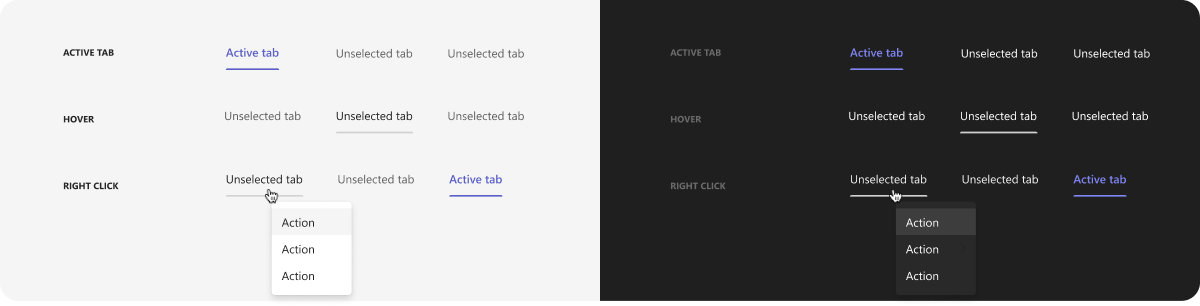 ACTIVE TAB Active tab Unselected tab Unselected tab
HOVER Unselected tab Unselected tab Unselected tab
RIGHT CLICK Unselected tab Unselected tab Active tab
Action
Action
Action
ACTIVE TAB Active tab Unselected tab Unselected tab
HOVER Unselected tab Unselected tab Unselected tab
RIGHT CLICK Unselected tab Unselected tab Active tab
Action
Action
Action